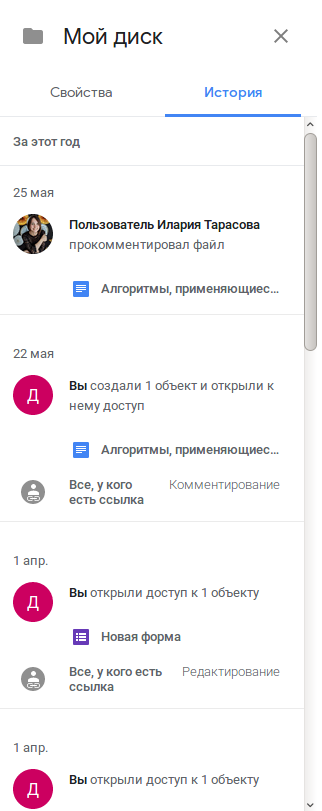 Мой диск
Свойства
История
За этот год
25 мая
Пользователь Илария Тарасова
прокомментировал файл
Алгоритмы, применяющиес...
22 мая
Д
Вы создали 1 объект и открыли к
нему доступ
Алгоритмы, применяющиес...
Все, у кого
есть ссылка
Комментирование
1 апр.
Д
Вы открыли доступ к 1 объекту
Новая форма
Все, у кого есть
ссылка
Редактирование
1 апр.
Д
Вы открыли доступ к 1 объекту